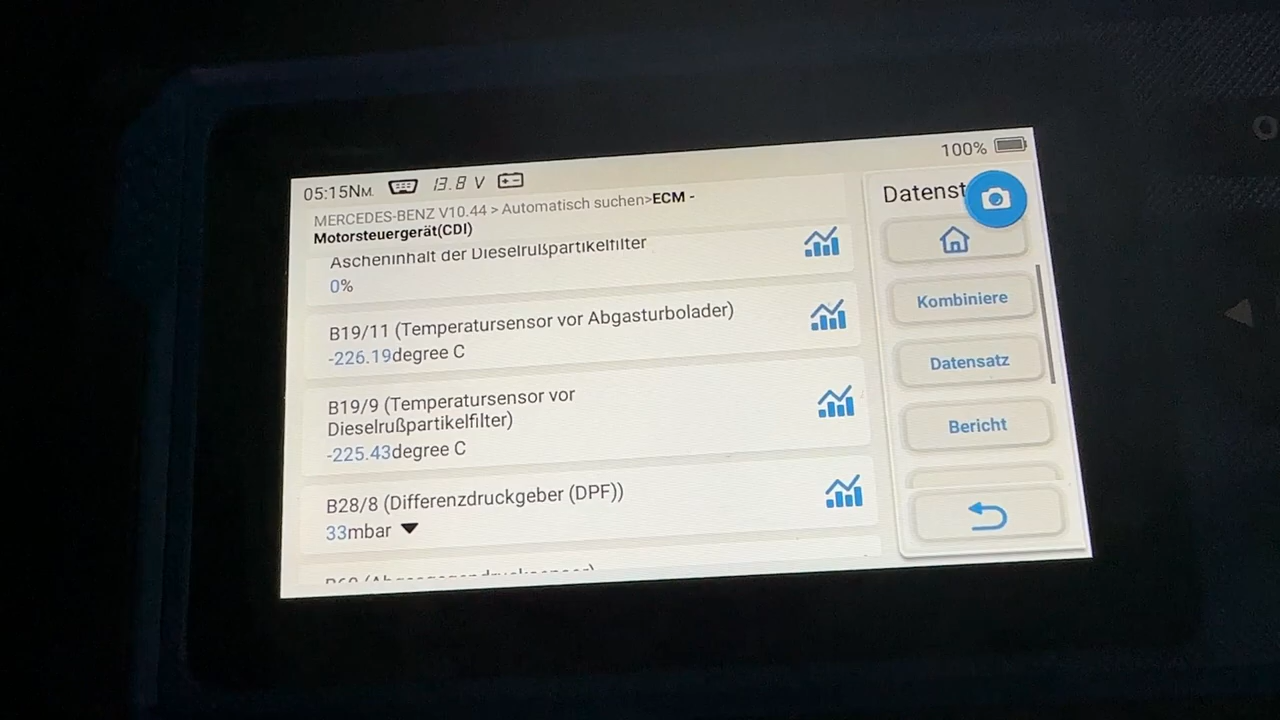 05:15NM.
13.8 V
100%
MERCEDES-BENZ V10.44 > Automatisch suchen>ECM -
Motorsteuergerät(CDI)
Datenst
Ascheninhalt der Dieselrußpartikelfilter
0%
B19/11 (Temperatursensor vor Abgasturbolader)
-226.19degree C
B19/9 (Temperatursensor vor
Dieselrußpartikelfilter)
-225.43degree C
B28/8 (Differenzdruckgeber (DPF))
33mbar
Kombiniere
Datensatz
Bericht